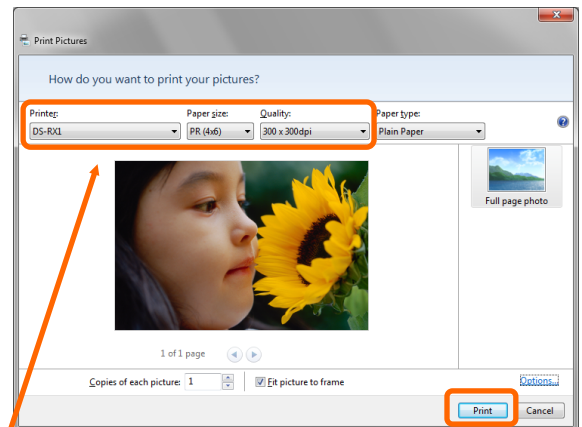 Print Pictures
How do you want to print your pictures?
Printer: Paper size: Quality: Paper type:
DS-RX1 PR (4x6) 300 x 300dpi Plain Paper
Full page photo
1 of 1 page
Copies of each picture: 1 Fit picture to frame Options...
Print Cancel